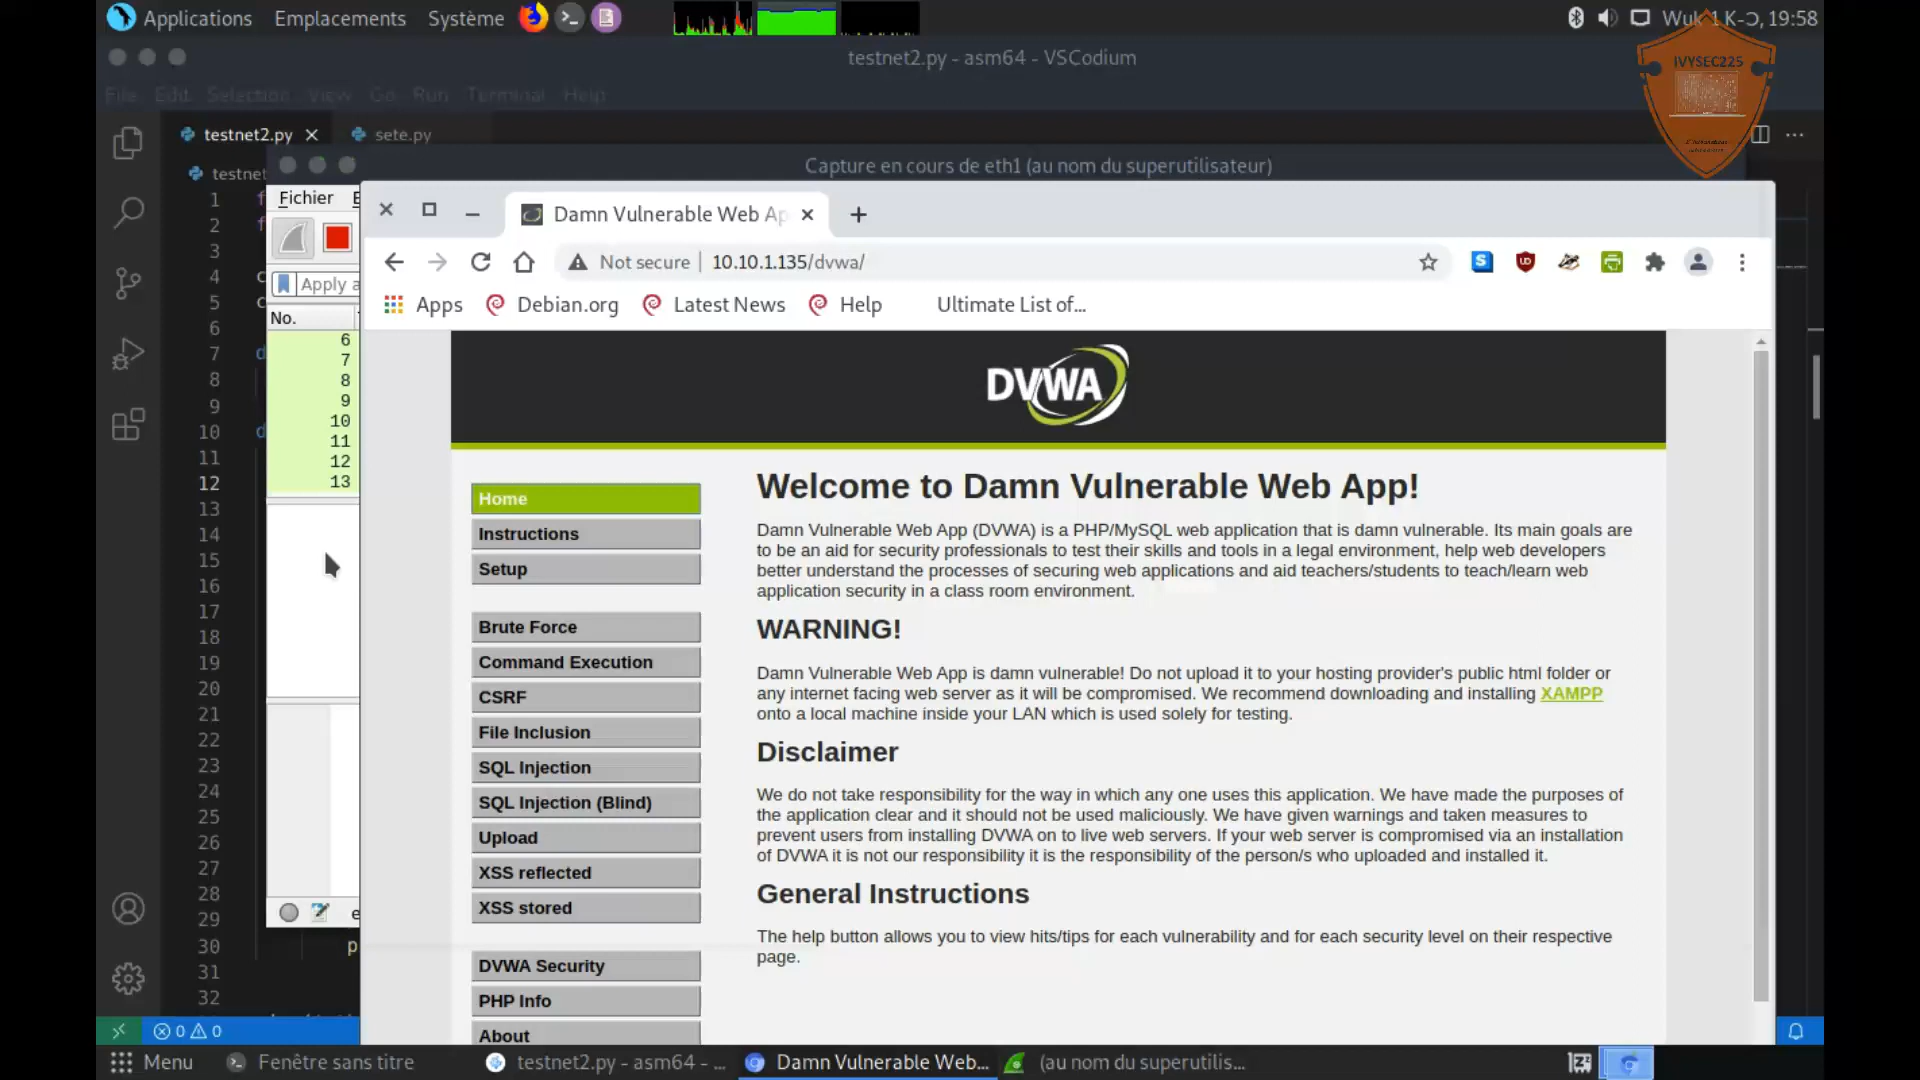 Applications Emplacements Système
Wuk 1 K-Ɔ, 19:58
IVYSEC225
testnet2.py - asm64 - VSCodium
File Edit Selection View Go Run Terminal Help
testnet2.py sete.py
testnet
Capture en cours de eth1 (au nom du superutilisateur)
Fichier E
Apply a
No.
6
7
8
9
10
11
12
13
1 f
2 f
3
4 c
5 c
6
7 d
8
9
10 d
11
12
13
14
15
16
17
18
19
20
21
22
23
24
25
26
27
28
29
30 p
31
32
e
Damn Vulnerable Web Ap
Not secure 10.10.1.135/dvwa/
Apps Debian.org Latest News Help Ultimate List of...
DVWA
Home
Instructions
Setup
Brute Force
Command Execution
CSRF
File Inclusion
SQL Injection
SQL Injection (Blind)
Upload
XSS reflected
XSS stored
DVWA Security
PHP Info
About
Welcome to Damn Vulnerable Web App!
Damn Vulnerable Web App (DVWA) is a PHP/MySQL web application that is damn vulnerable. Its main goals are
to be an aid for security professionals to test their skills and tools in a legal environment, help web developers
better understand the processes of securing web applications and aid teachers/students to teach/learn web
application security in a class room environment.
WARNING!
Damn Vulnerable Web App is damn vulnerable! Do not upload it to your hosting provider's public html folder or
any internet facing web server as it will be compromised. We recommend downloading and installing XAMPP
onto a local machine inside your LAN which is used solely for testing.
Disclaimer
We do not take responsibility for the way in which any one uses this application. We have made the purposes of
the application clear and it should not be used maliciously. We have given warnings and taken measures to
prevent users from installing DVWA on to live web servers. If your web server is compromised via an installation
of DVWA it is not our responsibility it is the responsibility of the person/s who uploaded and installed it.
General Instructions
The help button allows you to view hits/tips for each vulnerability and for each security level on their respective
page.
0 0
Menu Fenêtre sans titre testnet2.py - asm64 - ... Damn Vulnerable Web... (au nom du superutilis...